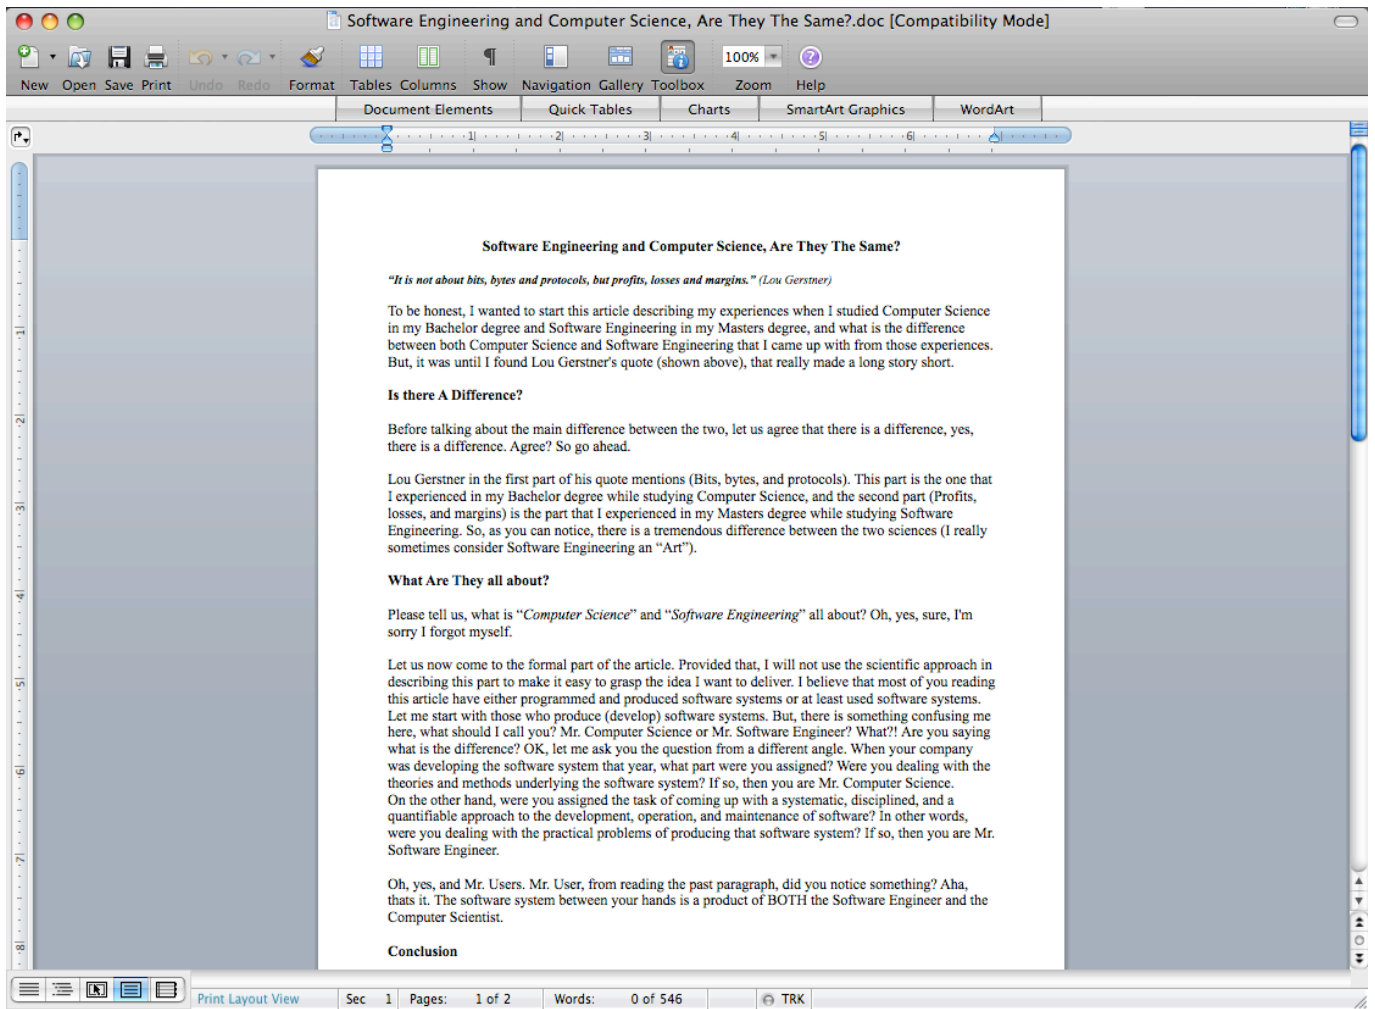 Software Engineering and Computer Science, Are They The Same?.doc [Compatibility Mode]
New Open Save Print Undo Redo Format Tables Columns Show Navigation Gallery Toolbox Zoom Help
100%
Document Elements Quick Tables Charts SmartArt Graphics WordArt
1 2 3 4 5 6
Software Engineering and Computer Science, Are They The Same?
“It is not about bits, bytes and protocols, but profits, losses and margins.” (Lou Gerstner)
To be honest, I wanted to start this article describing my experiences when I studied Computer Science
in my Bachelor degree and Software Engineering in my Masters degree, and what is the difference
between both Computer Science and Software Engineering that I came up with from those experiences.
But, it was until I found Lou Gerstner's quote (shown above), that really made a long story short.
Is there A Difference?
Before talking about the main difference between the two, let us agree that there is a difference, yes,
there is a difference. Agree? So go ahead.
Lou Gerstner in the first part of his quote mentions (Bits, bytes, and protocols). This part is the one that
I experienced in my Bachelor degree while studying Computer Science, and the second part (Profits,
losses, and margins) is the part that I experienced in my Masters degree while studying Software
Engineering. So, as you can notice, there is a tremendous difference between the two sciences (I really
sometimes consider Software Engineering an “Art”).
What Are They all about?
Please tell us, what is “Computer Science” and “Software Engineering” all about? Oh, yes, sure, I'm
sorry I forgot myself.
Let us now come to the formal part of the article. Provided that, I will not use the scientific approach in
describing this part to make it easy to grasp the idea I want to deliver. I believe that most of you reading
this article have either programmed and produced software systems or at least used software systems.
Let me start with those who produce (develop) software systems. But, there is something confusing me
here, what should I call you? Mr. Computer Science or Mr. Software Engineer? What?! Are you saying
what is the difference? OK, let me ask you the question from a different angle. When your company
was developing the software system that year, what part were you assigned? Were you dealing with the
theories and methods underlying the software system? If so, then you are Mr. Computer Science.
On the other hand, were you assigned the task of coming up with a systematic, disciplined, and a
quantifiable approach to the development, operation, and maintenance of software? In other words,
were you dealing with the practical problems of producing that software system? If so, then you are Mr.
Software Engineer.
Oh, yes, and Mr. Users. Mr. User, from reading the past paragraph, did you notice something? Aha,
thats it. The software system between your hands is a product of BOTH the Software Engineer and the
Computer Scientist.
Conclusion
1
2
3
4
5
6
7
8
Print Layout View Sec 1 Pages: 1 of 2 Words: 0 of 546 TRK